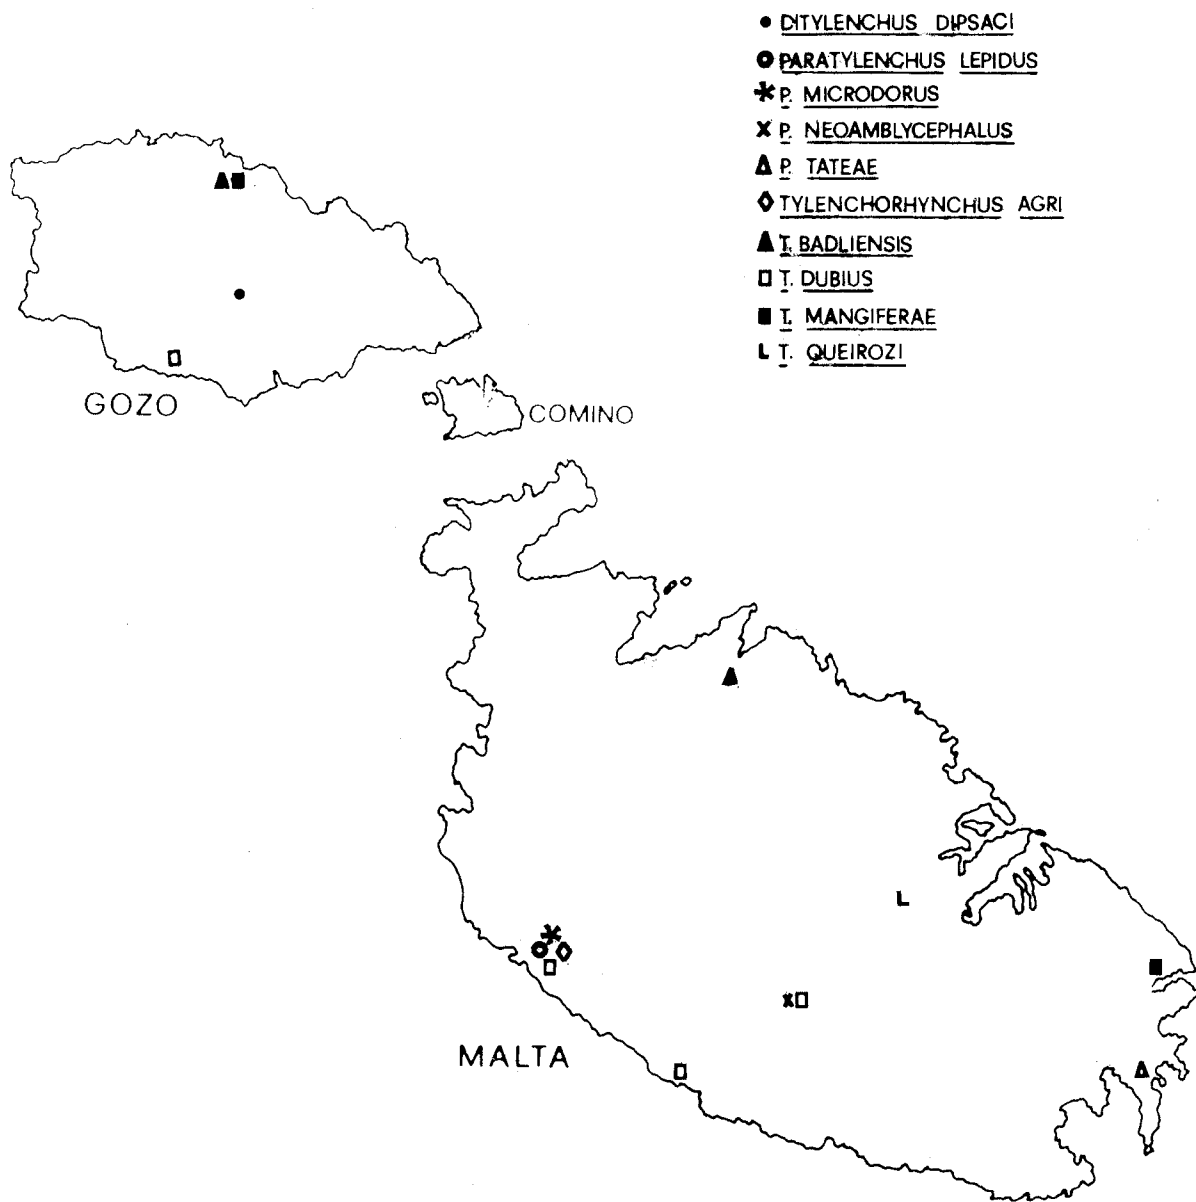 DITYLENCHUS DIPSACI
PARATYLENCHUS LEPIDUS
P. MICRODORUS
P. NEOAMBLYCEPHALUS
P. TATEAE
TYLENCHORHYNCHUS AGRI
T. BADLIENSIS
T. DUBIUS
T. MANGIFERAE
L T. QUEIROZI
GOZO
COMINO
L
MALTA